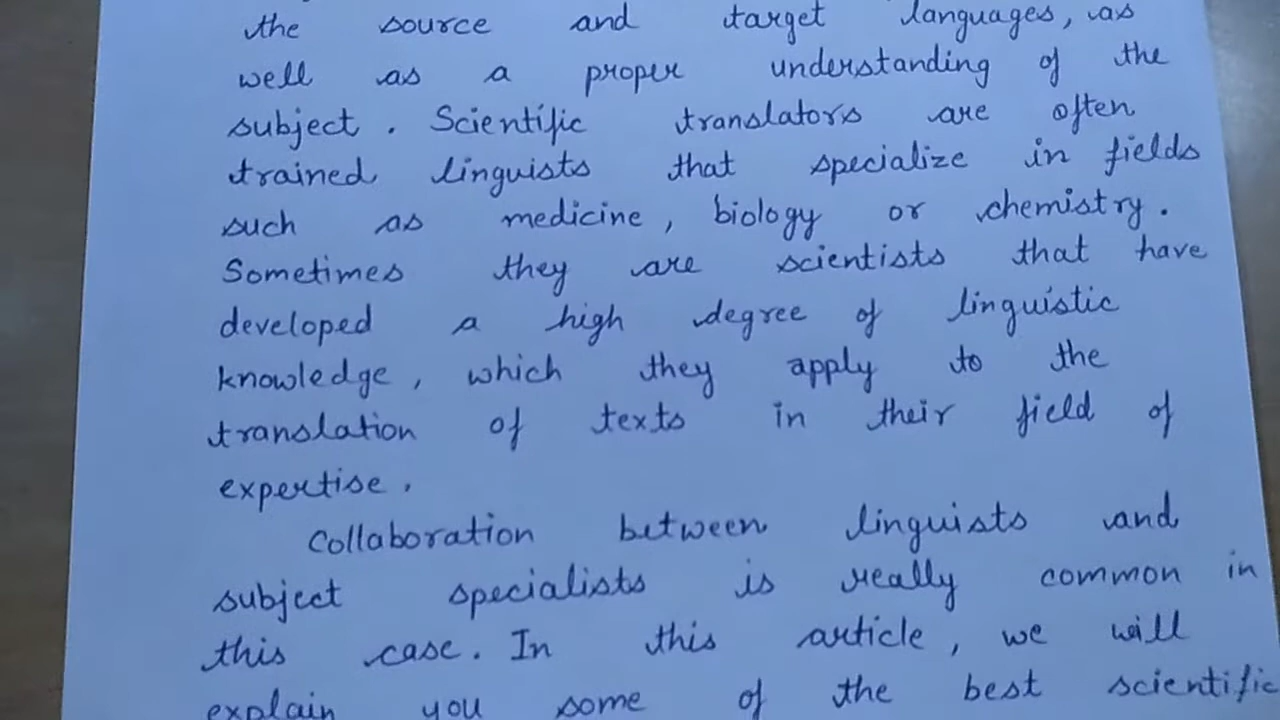 the source and target languages, as
well as a proper understanding of the
subject. Scientific translators are often
trained linguists that specialize in fields
such as medicine, biology or chemistry.
Sometimes they are scientists that have
developed a high degree of linguistic
knowledge, which they apply to the
translation of texts in their field of
expertise.
Collaboration between linguists and
subject specialists is really common in
this case. In this article, we will
explain you some of the best scientific